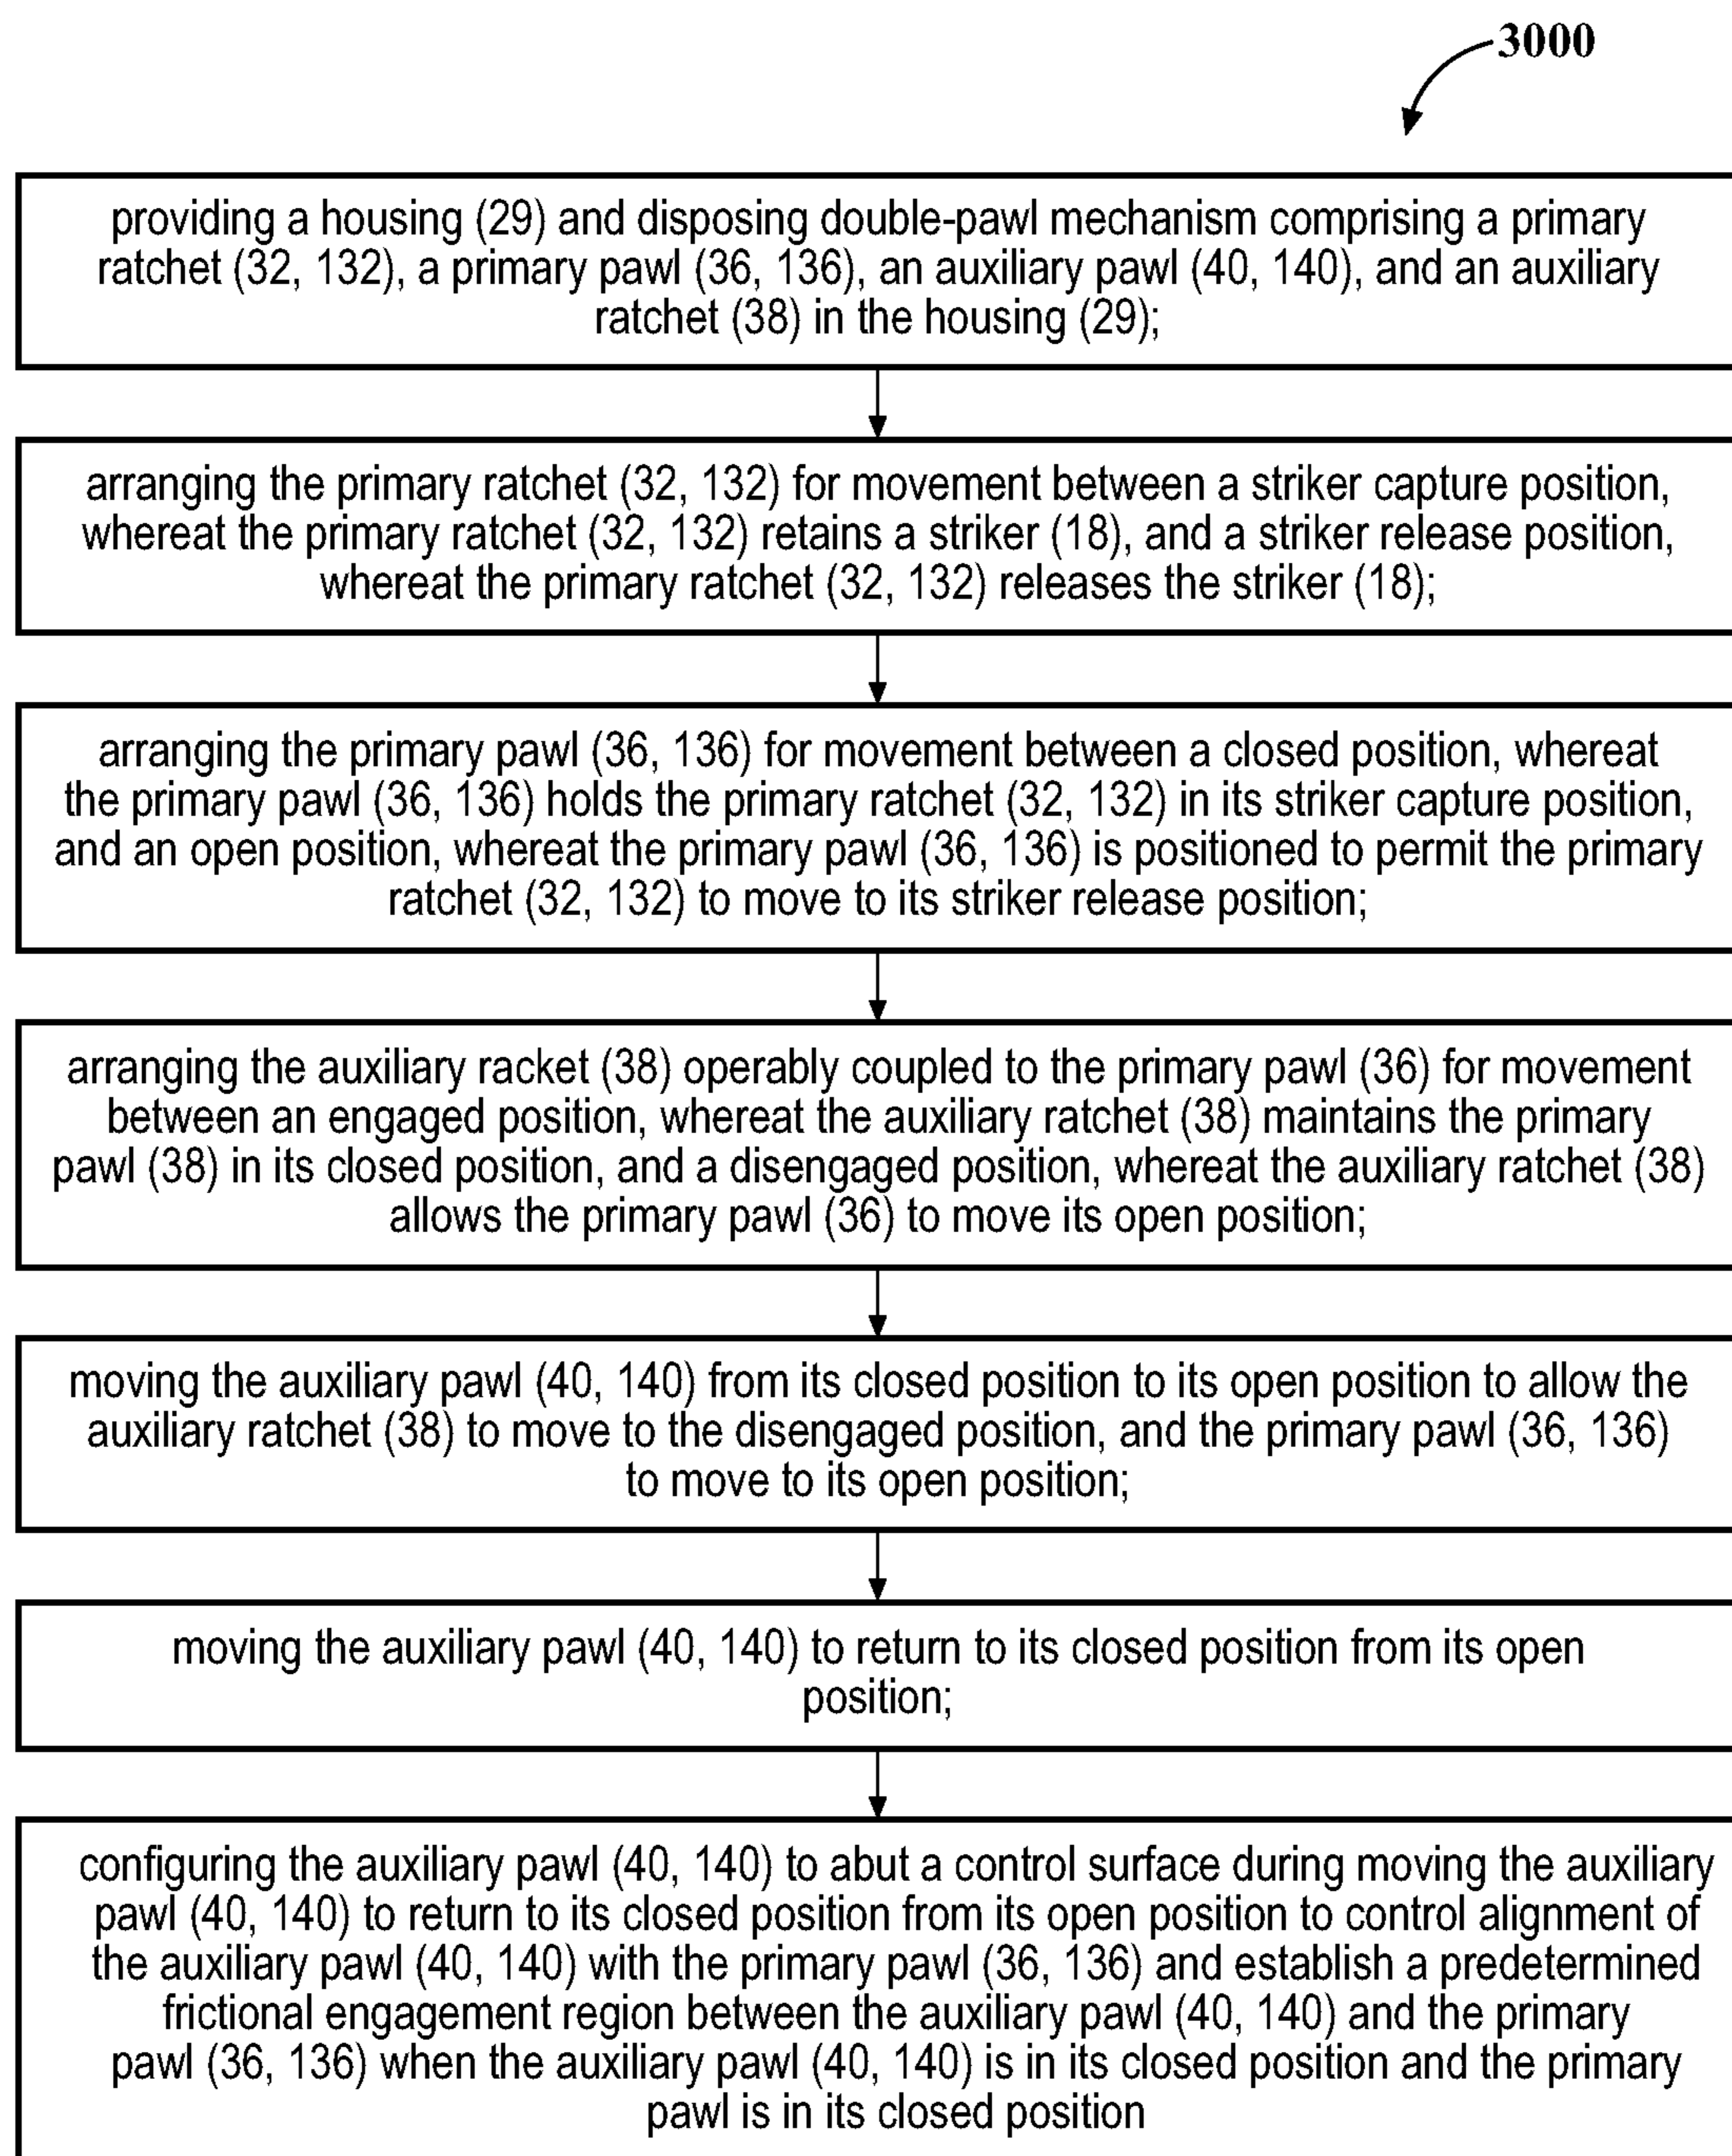 3000
providing a housing (29) and disposing double-pawl mechanism comprising a primary
ratchet (32, 132), a primary pawl (36, 136), an auxiliary pawl (40, 140), and an auxiliary
ratchet (38) in the housing (29);
arranging the primary ratchet (32, 132) for movement between a striker capture position,
whereat the primary ratchet (32, 132) retains a striker (18), and a striker release position,
whereat the primary ratchet (32, 132) releases the striker (18);
arranging the primary pawl (36, 136) for movement between a closed position, whereat
the primary pawl (36, 136) holds the primary ratchet (32, 132) in its striker capture position,
and an open position, whereat the primary pawl (36, 136) is positioned to permit the primary
ratchet (32, 132) to move to its striker release position;
arranging the auxiliary racket (38) operably coupled to the primary pawl (36) for movement
between an engaged position, whereat the auxiliary ratchet (38) maintains the primary
pawl (38) in its closed position, and a disengaged position, whereat the auxiliary ratchet (38)
allows the primary pawl (36) to move its open position;
moving the auxiliary pawl (40, 140) from its closed position to its open position to allow the
auxiliary ratchet (38) to move to the disengaged position, and the primary pawl (36, 136)
to move to its open position;
moving the auxiliary pawl (40, 140) to return to its closed position from its open
position;
configuring the auxiliary pawl (40, 140) to abut a control surface during moving the auxiliary
pawl (40, 140) to return to its closed position from its open position to control alignment of
the auxiliary pawl (40, 140) with the primary pawl (36, 136) and establish a predetermined
frictional engagement region between the auxiliary pawl (40, 140) and the primary
pawl (36, 136) when the auxiliary pawl (40, 140) is in its closed position and the primary
pawl is in its closed position